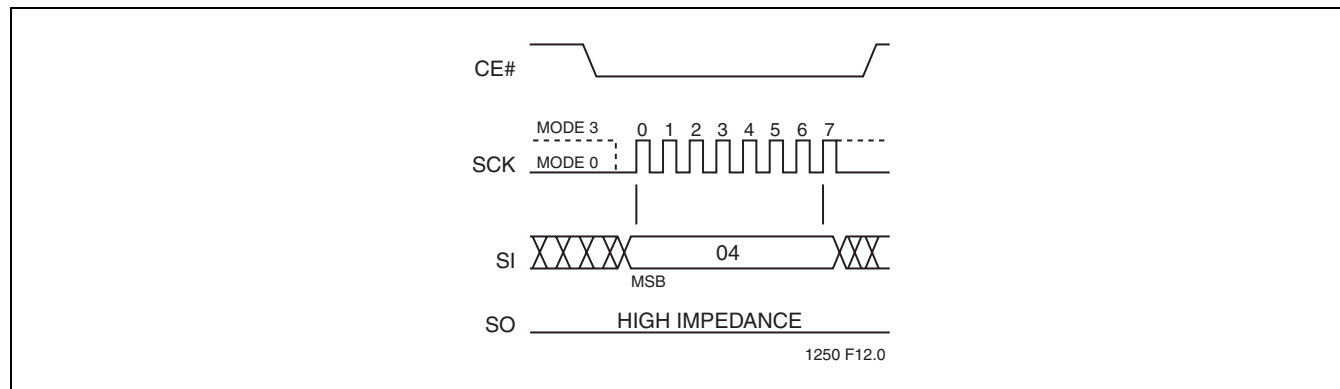 CE#
MODE 3
0 1 2 3 4 5 6 7
SCK
MODE 0
SI
04
MSB
SO
HIGH IMPEDANCE
1250 F12.0